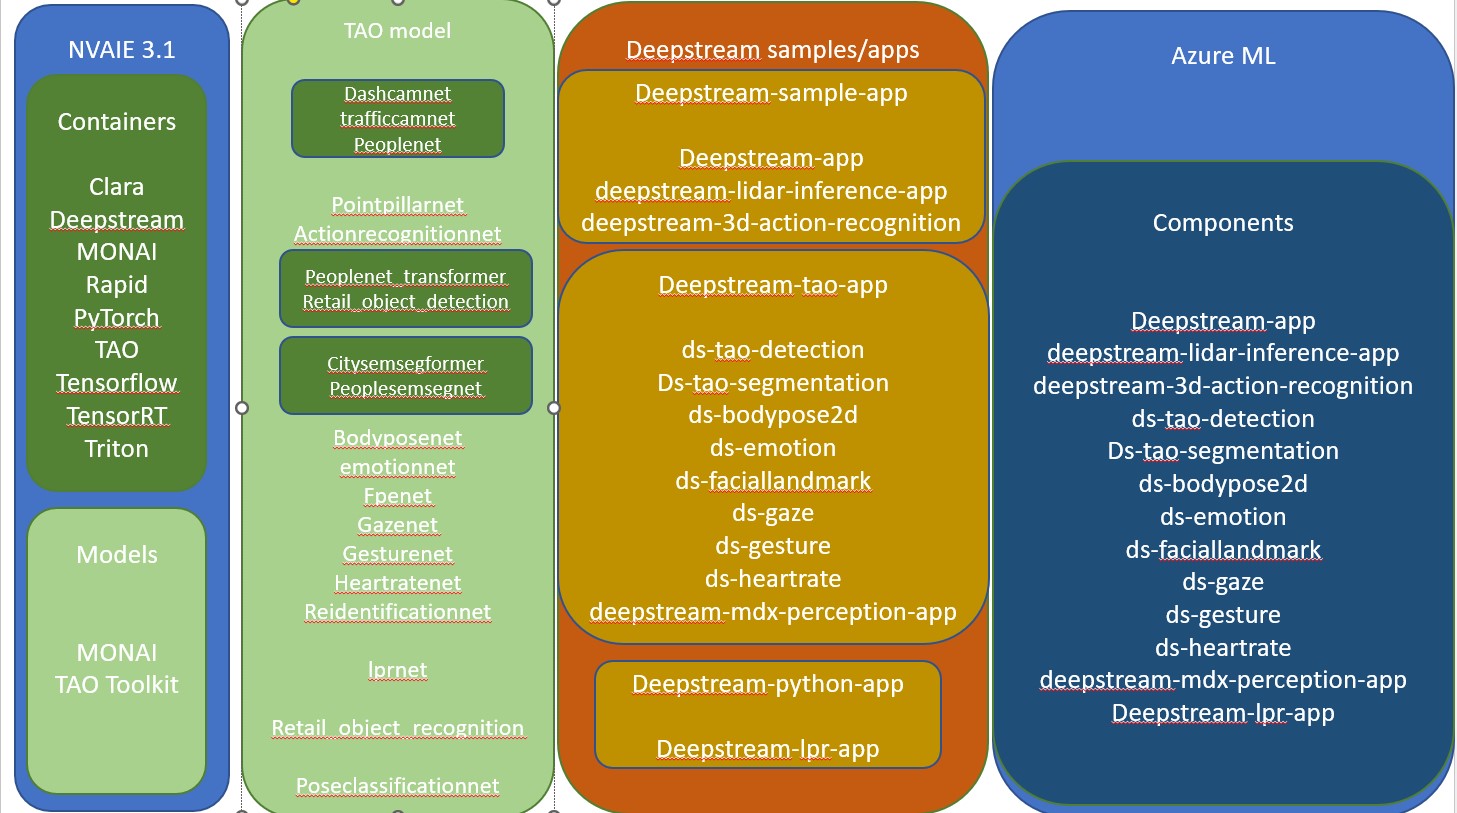 NVAIE 3.1
Containers
Clara
Deepstream
MONAI
Rapid
PyTorch
TAO
Tensorflow
TensorRT
Triton
Models
MONAI
TAO Toolkit
TAO model
Dashcamnet
trafficcamnet
Peoplenet
Pointpillarnet
Actionrecognitionnet
Peoplenet_transformer
Retail_object_detection
Citysemsegformer
Peoplesemsegnet
Bodyposenet
emotionnet
Fpenet
Gazenet
Gesturenet
Heartratenet
Reidentificationnet
lprnet
Retail_object_recognition
Poseclassificationnet
Deepstream samples/apps
Deepstream-sample-app
Deepstream-app
deepstream-lidar-inference-app
deepstream-3d-action-recognition
Deepstream-tao-app
ds-tao-detection
Ds-tao-segmentation
ds-bodypose2d
ds-emotion
ds-faciallandmark
ds-gaze
ds-gesture
ds-heartrate
deepstream-mdx-perception-app
Deepstream-python-app
Deepstream-lpr-app
Azure ML
Components
Deepstream-app
deepstream-lidar-inference-app
deepstream-3d-action-recognition
ds-tao-detection
Ds-tao-segmentation
ds-bodypose2d
ds-emotion
ds-faciallandmark
ds-gaze
ds-gesture
ds-heartrate
deepstream-mdx-perception-app
Deepstream-lpr-app